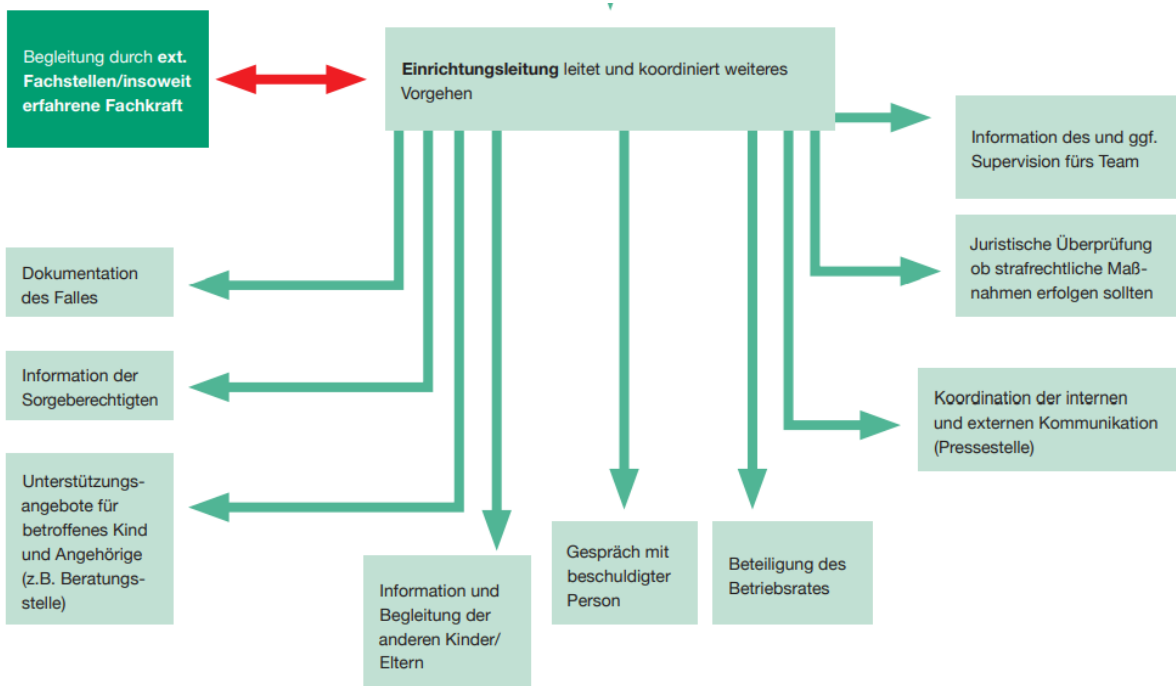 Begleitung durch ext.
Fachstellen/insoweit
erfahrene Fachkraft
Einrichtungsleitung leitet und koordiniert weiteres
Vorgehen
Information des und ggf.
Supervision fürs Team
Juristische Überprüfung
ob strafrechtliche Maß-
nahmen erfolgen sollten
Koordination der internen
und externen Kommunikation
(Pressestelle)
Dokumentation
des Falles
Information der
Sorgeberechtigten
Unterstützungs-
angebote für
betroffenes Kind
und Angehörige
(z.B. Beratungs-
stelle)
Information und
Begleitung der
anderen Kinder/
Eltern
Gespräch mit
beschuldigter
Person
Beteiligung des
Betriebsrates